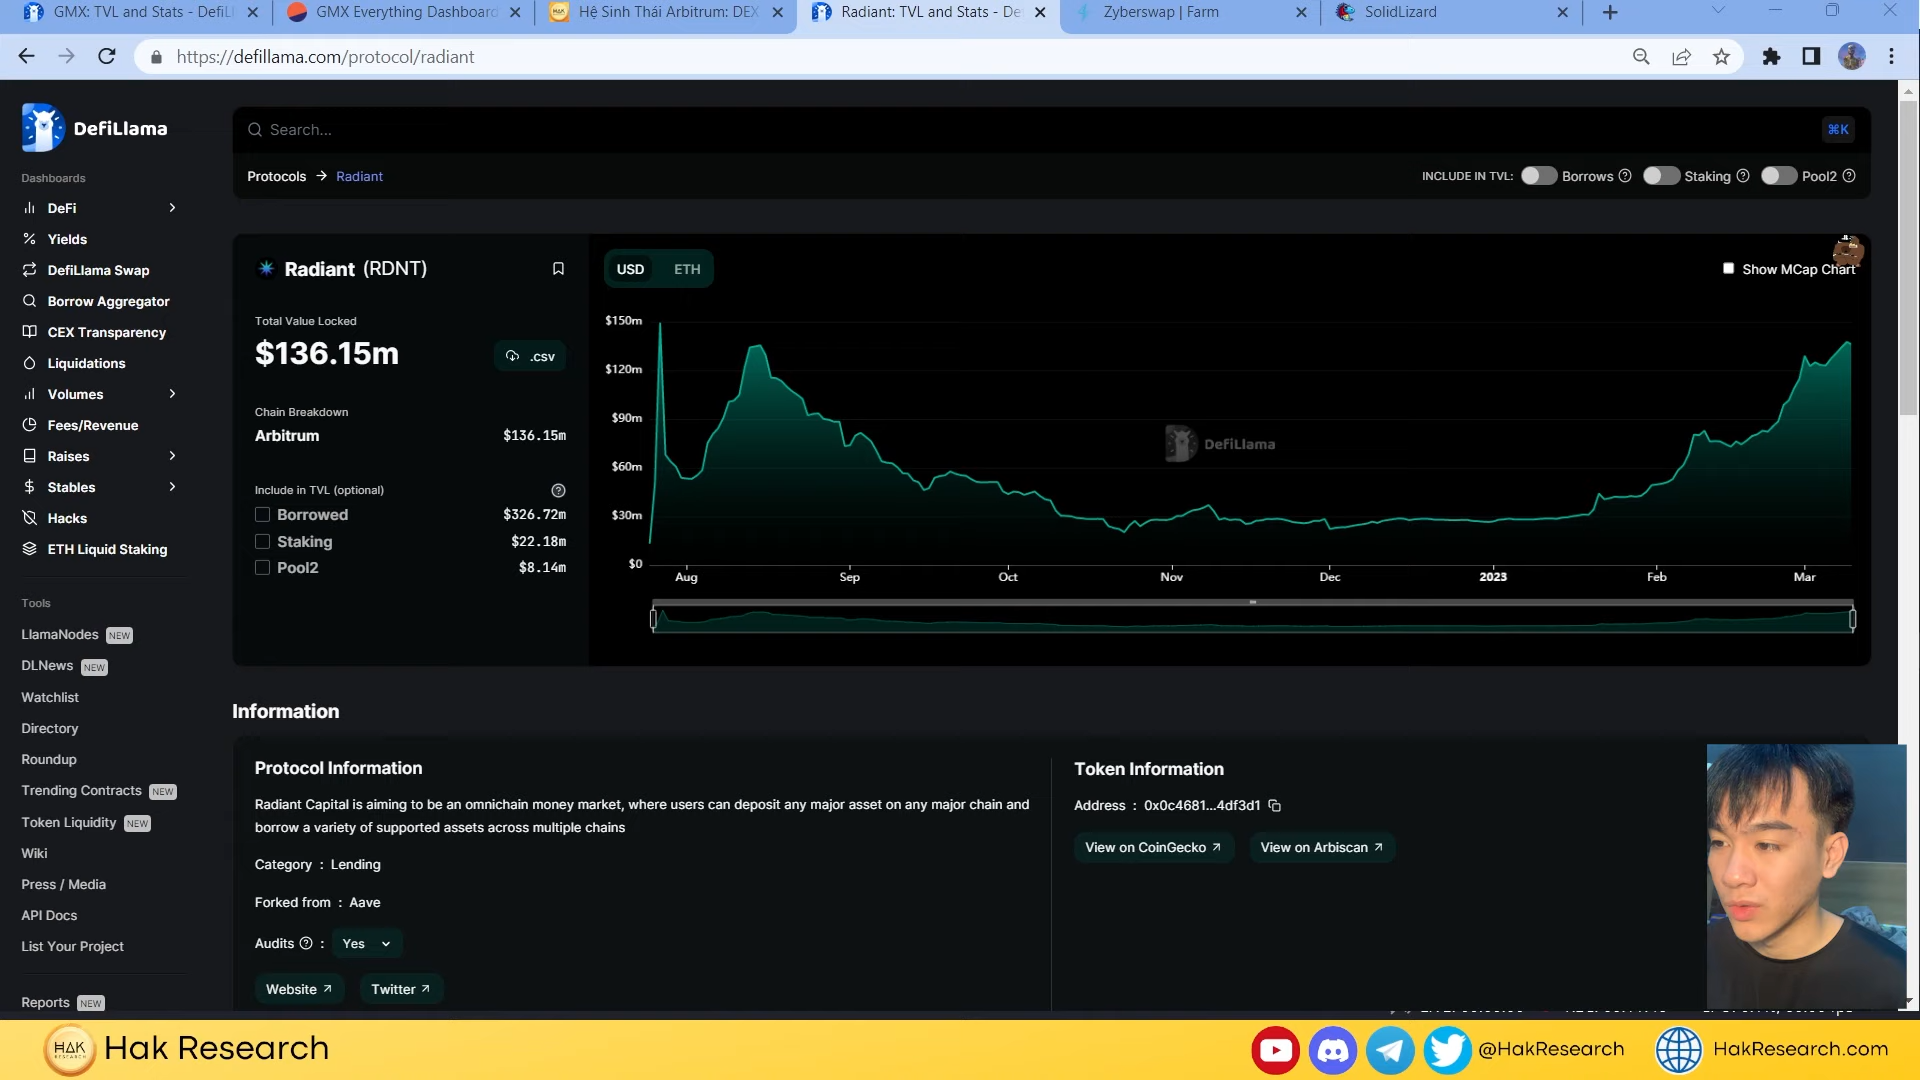 GMX: TVL and Stats - DefiLl
GMX Everything Dashboard
Hệ Sinh Thái Arbitrum: DEX
Radiant: TVL and Stats - De
Zyberswap | Farm
SolidLizard
https://defillama.com/protocol/radiant
DefiLlama
Search...
⌘K
Protocols → Radiant
INCLUDE IN TVL: Borrows Staking Pool2
Dashboards
DeFi
Yields
DefiLlama Swap
Borrow Aggregator
CEX Transparency
Liquidations
Volumes
Fees/Revenue
Raises
Stables
Hacks
ETH Liquid Staking
Tools
LlamaNodes NEW
DLNews NEW
Watchlist
Directory
Roundup
Trending Contracts NEW
Token Liquidity NEW
Wiki
Press / Media
API Docs
List Your Project
Reports NEW
Radiant (RDNT)
Total Value Locked
$136.15m
.csv
Chain Breakdown
Arbitrum $136.15m
Include in TVL (optional)
Borrowed $326.72m
Staking $22.18m
Pool2 $8.14m
USD ETH
Show MCap Chart
$150m
$120m
$90m
$60m
$30m
$0
DefiLlama
Aug Sep Oct Nov Dec 2023 Feb Mar
Information
Protocol Information
Radiant Capital is aiming to be an omnichain money market, where users can deposit any major asset on any major chain and
borrow a variety of supported assets across multiple chains
Category : Lending
Forked from : Aave
Audits : Yes
Website Twitter
Token Information
Address : 0x0c4681...4df3d1
View on CoinGecko View on Arbiscan
HAK
RESEARCH
Hak Research
@HakResearch
HakResearch.com